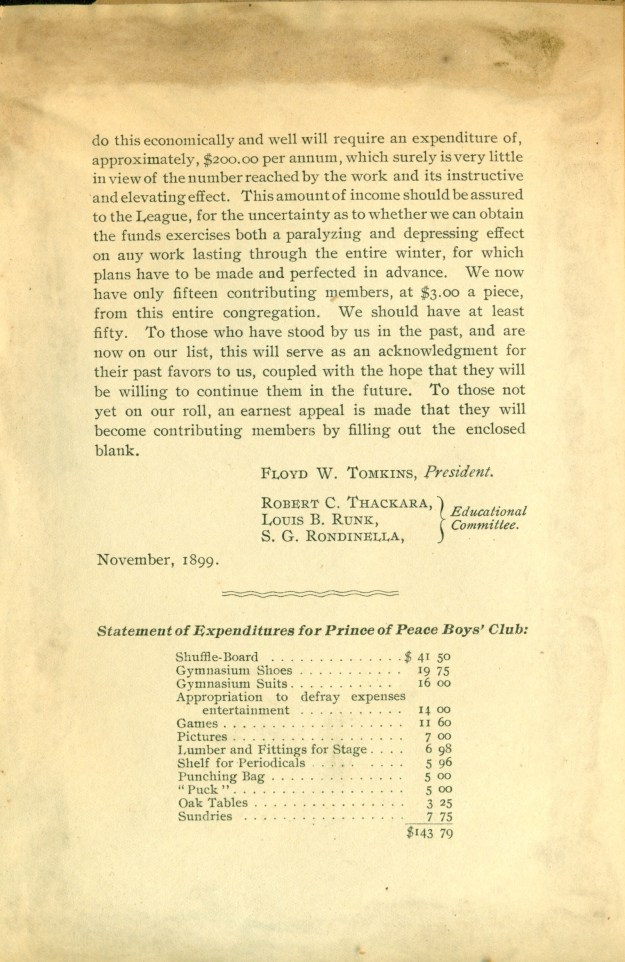 do this economically and well will require an expenditure of,
approximately, $200.00 per annum, which surely is very little
in view of the number reached by the work and its instructive
and elevating effect. This amount of income should be assured
to the League, for the uncertainty as to whether we can obtain
the funds exercises both a paralyzing and depressing effect
on any work lasting through the entire winter, for which
plans have to be made and perfected in advance. We now
have only fifteen contributing members, at $3.00 a piece,
from this entire congregation. We should have at least
fifty. To those who have stood by us in the past, and are
now on our list, this will serve as an acknowledgment for
their past favors to us, coupled with the hope that they will
be willing to continue them in the future. To those not
yet on our roll, an earnest appeal is made that they will
become contributing members by filling out the enclosed
blank.
FLOYD W. TOMKINS, President.
ROBERT C. THACKARA,
LOUIS B. RUNK,
S. G. RONDINELLA,
Educational
Committee.
November, 1899.
Statement of Expenditures for Prince of Peace Boys' Club:
Shuffle-Board . . . . . . . . . . . . . . $ 41 50
Gymnasium Shoes . . . . . . . . . . . 19 75
Gymnasium Suits . . . . . . . . . . . 16 00
Appropriation to defray expenses
entertainment . . . . . . . . . . . 14 00
Games . . . . . . . . . . . . . . . . . . . 11 60
Pictures . . . . . . . . . . . . . . . . . . 7 00
Lumber and Fittings for Stage . . . . 6 98
Shelf for Periodicals . . . . . . . . . 5 96
Punching Bag . . . . . . . . . . . . . . 5 00
"Puck" . . . . . . . . . . . . . . . . . . 5 00
Oak Tables . . . . . . . . . . . . . . . . 3 25
Sundries . . . . . . . . . . . . . . . . . 7 75
$143 79